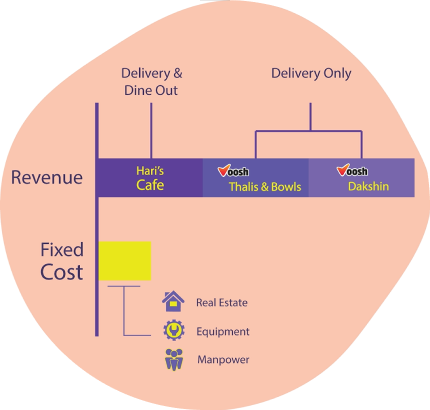 Delivery &
Dine Out
Delivery Only
Revenue
Hari's
Cafe
Voosh
Thalis & Bowls
Voosh
Dakshin
Fixed
Cost
Real Estate
Equipment
Manpower